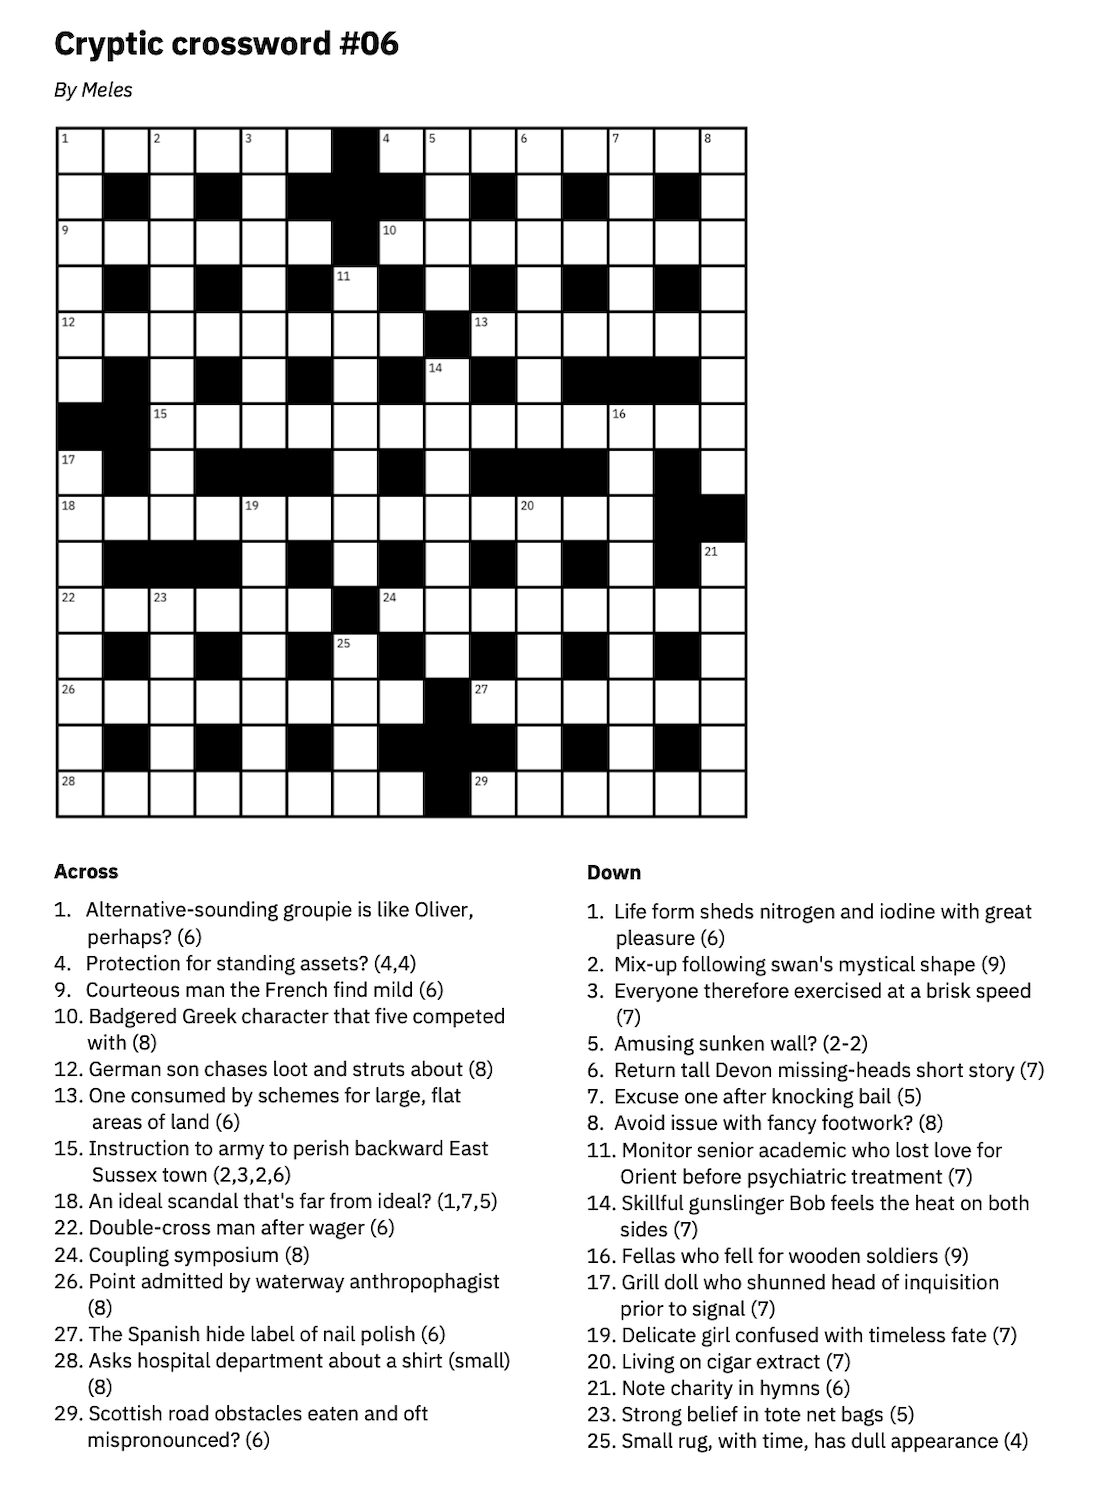 Cryptic crossword #06
By Meles
1 2 3 4 5 6 7 8
9 10
11
12 13
14
15 16
17
18 19 20
21
22 23 24
25
26 27
28 29
Across
1. Alternative-sounding groupie is like Oliver,
perhaps? (6)
4. Protection for standing assets? (4,4)
9. Courteous man the French find mild (6)
10. Badgered Greek character that five competed
with (8)
12. German son chases loot and struts about (8)
13. One consumed by schemes for large, flat
areas of land (6)
15. Instruction to army to perish backward East
Sussex town (2,3,2,6)
18. An ideal scandal that's far from ideal? (1,7,5)
22. Double-cross man after wager (6)
24. Coupling symposium (8)
26. Point admitted by waterway anthropophagist
(8)
27. The Spanish hide label of nail polish (6)
28. Asks hospital department about a shirt (small)
(8)
29. Scottish road obstacles eaten and oft
mispronounced? (6)
Down
1. Life form sheds nitrogen and iodine with great
pleasure (6)
2. Mix-up following swan's mystical shape (9)
3. Everyone therefore exercised at a brisk speed
(7)
5. Amusing sunken wall? (2-2)
6. Return tall Devon missing-heads short story (7)
7. Excuse one after knocking bail (5)
8. Avoid issue with fancy footwork? (8)
11. Monitor senior academic who lost love for
Orient before psychiatric treatment (7)
14. Skillful gunslinger Bob feels the heat on both
sides (7)
16. Fellas who fell for wooden soldiers (9)
17. Grill doll who shunned head of inquisition
prior to signal (7)
19. Delicate girl confused with timeless fate (7)
20. Living on cigar extract (7)
21. Note charity in hymns (6)
23. Strong belief in tote net bags (5)
25. Small rug, with time, has dull appearance (4)